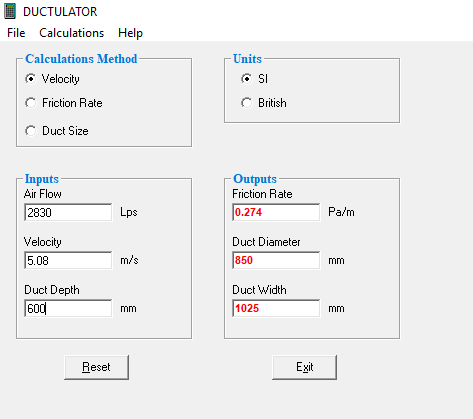 DUCTULATOR
File Calculations Help
Calculations Method
Velocity
Friction Rate
Duct Size
Units
SI
British
Inputs
Air Flow
2830 Lps
Velocity
5.08 m/s
Duct Depth
600 mm
Outputs
Friction Rate
0.274 Pa/m
Duct Diameter
850 mm
Duct Width
1025 mm
Reset
Exit